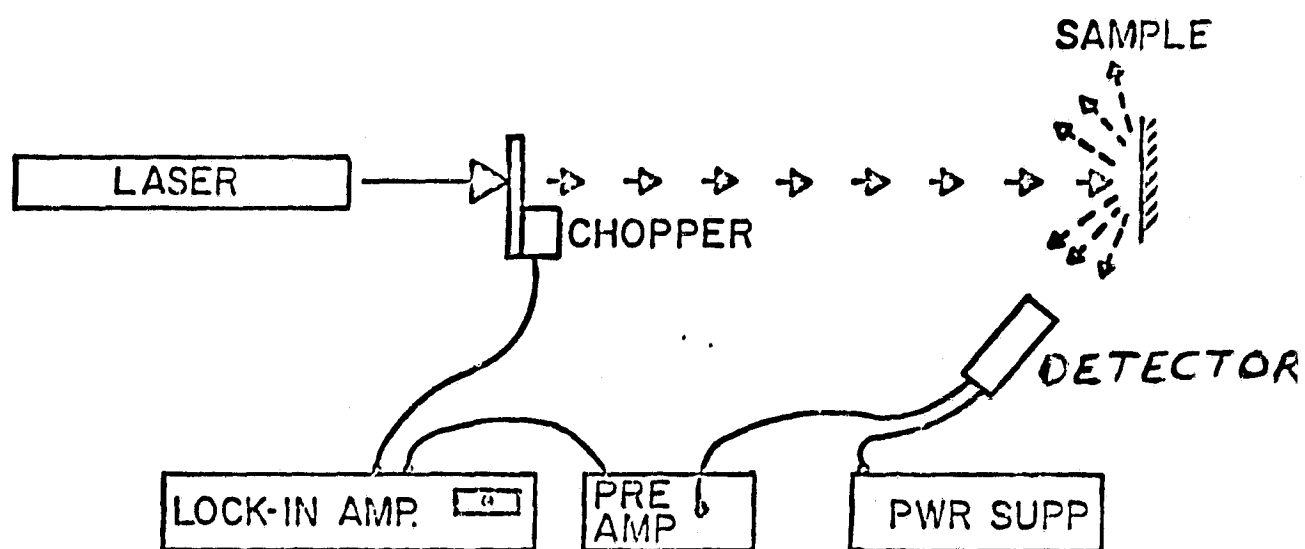 SAMPLE
LASER
CHOPPER
DETECTOR
LOCK-IN AMP.
PRE
AMP
PWR SUPP